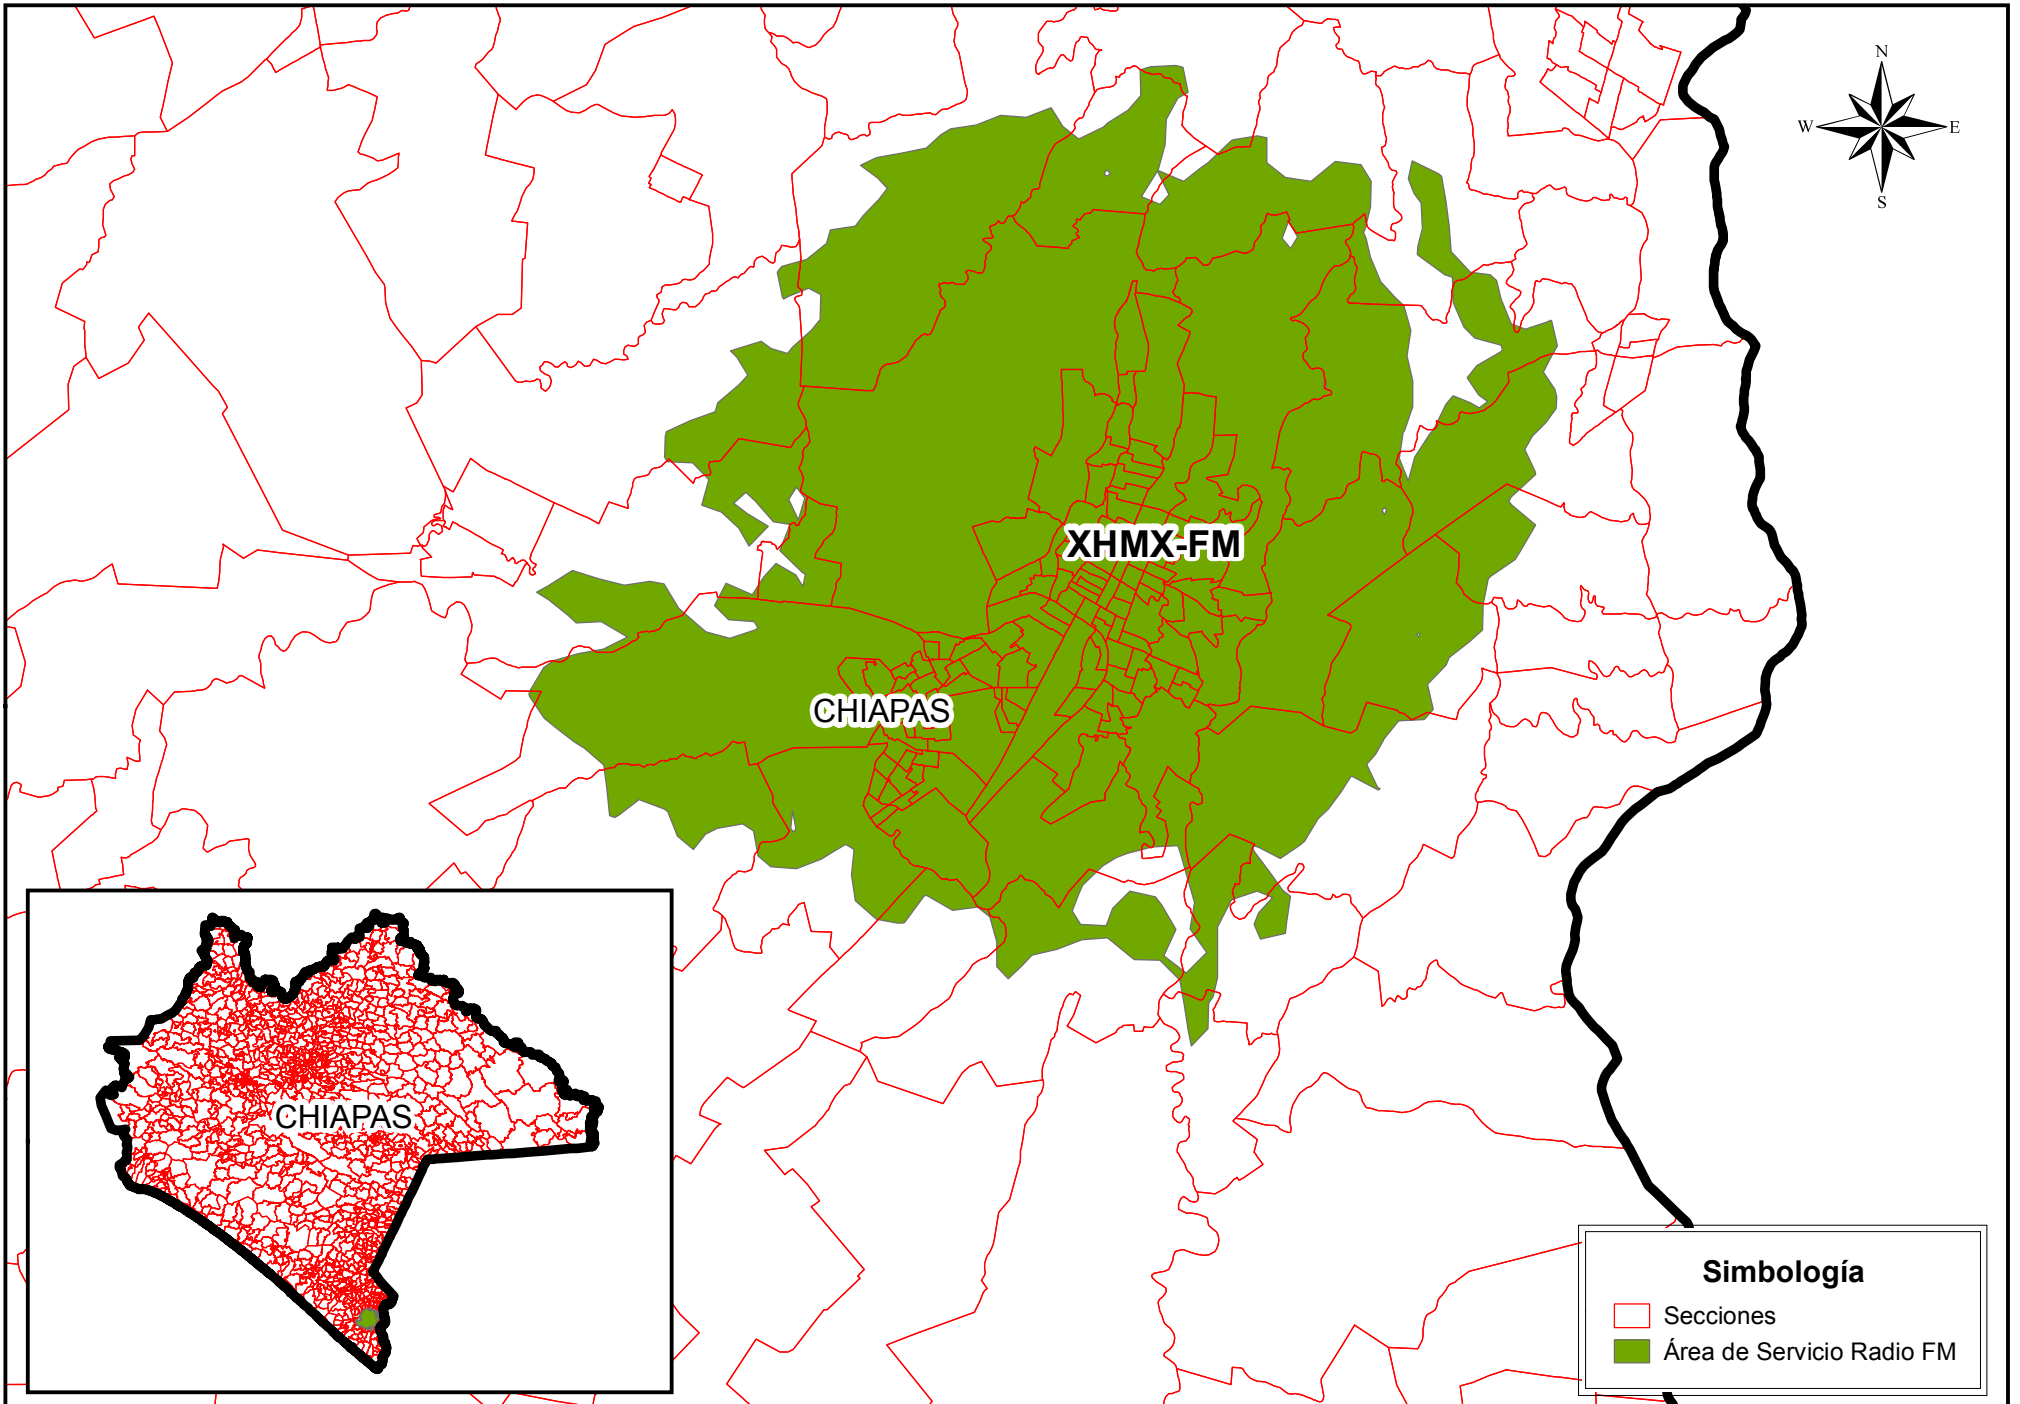 N
W E
S
XHMX-FM
CHIAPAS
CHIAPAS
Simbología
Secciones
Área de Servicio Radio FM